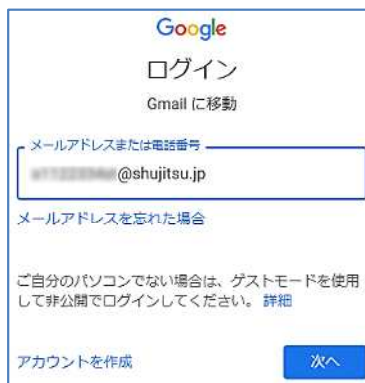 Google
ログイン
Gmail に移動
メールアドレスまたは電話番号
@shujitsu.jp
メールアドレスを忘れた場合
ご自分のパソコンでない場合は、ゲストモードを使用
して非公開でログインしてください。 詳細
アカウントを作成
次へ